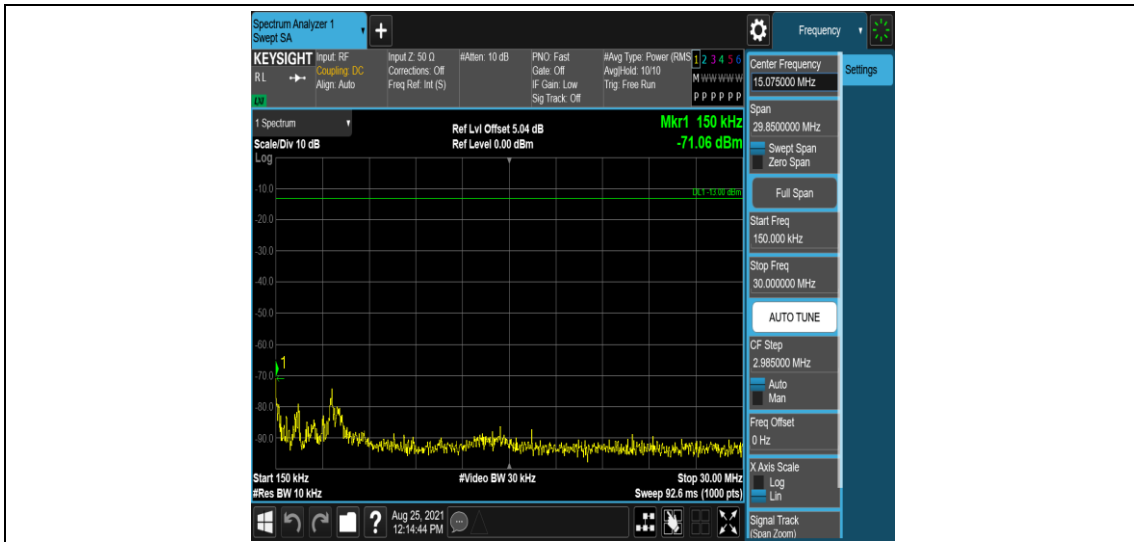 Spectrum Analyzer 1
Swept SA
Frequency
KEYSIGHT
RL
LXI
Input: RF
Coupling: DC
Align: Auto
Input Z: 50 Ω
Corrections: Off
Freq Ref: Int (S)
#Atten: 10 dB
PNO: Fast
Gate: Off
IF Gain: Low
Sig Track: Off
#Avg Type: Power (RMS
Avg|Hold: 10/10
Trig: Free Run
1 2 3 4 5 6
M W W W W W
P P P P P P
1 Spectrum
Scale/Div 10 dB
Ref Lvl Offset 5.04 dB
Ref Level 0.00 dBm
Mkr1 150 kHz
-71.06 dBm
Log
DL1 -13.00 dBm
-10.0
-20.0
-30.0
-40.0
-50.0
-60.0
-70.0
-80.0
-90.0
1
Start 150 kHz
#Res BW 10 kHz
#Video BW 30 kHz
Stop 30.00 MHz
Sweep 92.6 ms (1000 pts)
Aug 25, 2021
12:14:44 PM
Center Frequency
15.075000 MHz
Settings
Span
29.8500000 MHz
Swept Span
Zero Span
Full Span
Start Freq
150.000 kHz
Stop Freq
30.000000 MHz
AUTO TUNE
CF Step
2.985000 MHz
Auto
Man
Freq Offset
0 Hz
X Axis Scale
Log
Lin
Signal Track
(Span Zoom)